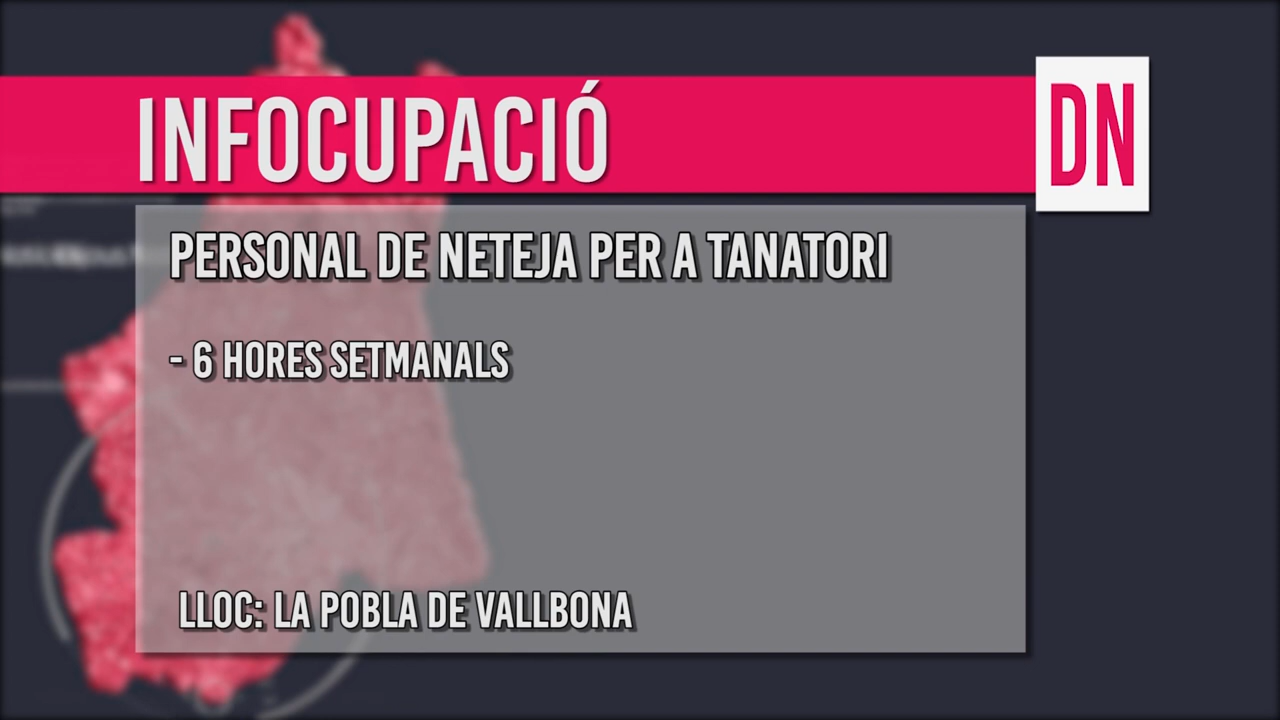 INFOCUPACIÓ
DN
PERSONAL DE NETEJA PER A TANATORI
- 6 HORES SETMANALS
LLOC: LA POBLA DE VALLBONA